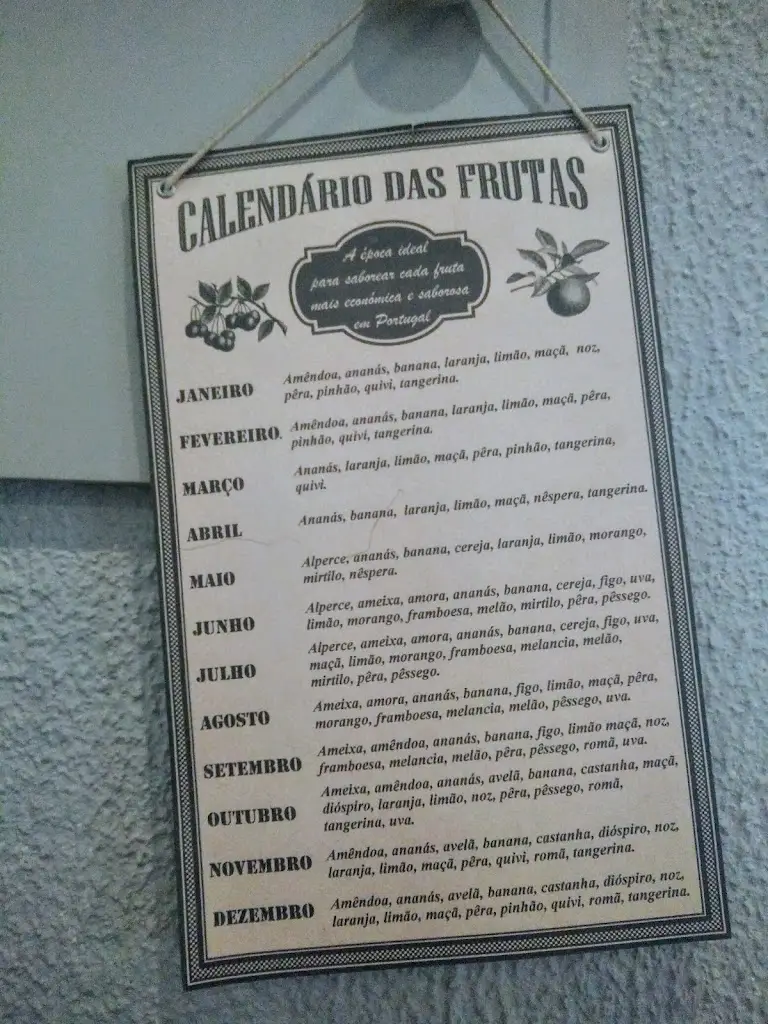 CALENDÁRIO DAS FRUTAS
A época ideal
para saborear cada fruta
mais económica e saborosa
em Portugal
JANEIRO Amêndoa, ananás, banana, laranja, limão, maçã, noz,
pêra, pinhão, quivi, tangerina.
FEVEREIRO. Amêndoa, ananás, banana, laranja, limão, maçã, pêra,
pinhão, quivi, tangerina.
MARÇO Ananás, laranja, limão, maçã, pêra, pinhão, tangerina,
quivi.
ABRIL Ananás, banana, laranja, limão, maçã, nêspera, tangerina.
MAIO Alperce, ananás, banana, cereja, laranja, limão, morango,
mirtilo, nêspera.
JUNHO Alperce, ameixa, amora, ananás, banana, cereja, figo, uva,
limão, morango, framboesa, melão, mirtilo, pêra, pêssego.
JULHO Alperce, ameixa, amora, ananás, banana, cereja, figo, uva,
maçã, limão, morango, framboesa, melancia, melão,
mirtilo, pêra, pêssego.
AGOSTO Ameixa, amora, ananás, banana, figo, limão, maçã, pêra,
morango, framboesa, melancia, melão, pêssego, uva.
SETEMBRO Ameixa, amêndoa, ananás, banana, figo, limão maçã, noz,
framboesa, melancia, melão, pêra, pêssego, romã, uva.
OUTUBRO Ameixa, amêndoa, ananás, avelã, banana, castanha, maçã,
dióspiro, laranja, limão, noz, pêra, pêssego, romã,
tangerina, uva.
NOVEMBRO Amêndoa, ananás, avelã, banana, castanha, dióspiro, noz,
laranja, limão, maçã, pêra, quivi, romã, tangerina.
DEZEMBRO Amêndoa, ananás, avelã, banana, castanha, dióspiro, noz,
laranja, limão, maçã, pêra, pinhão, quivi, romã, tangerina.